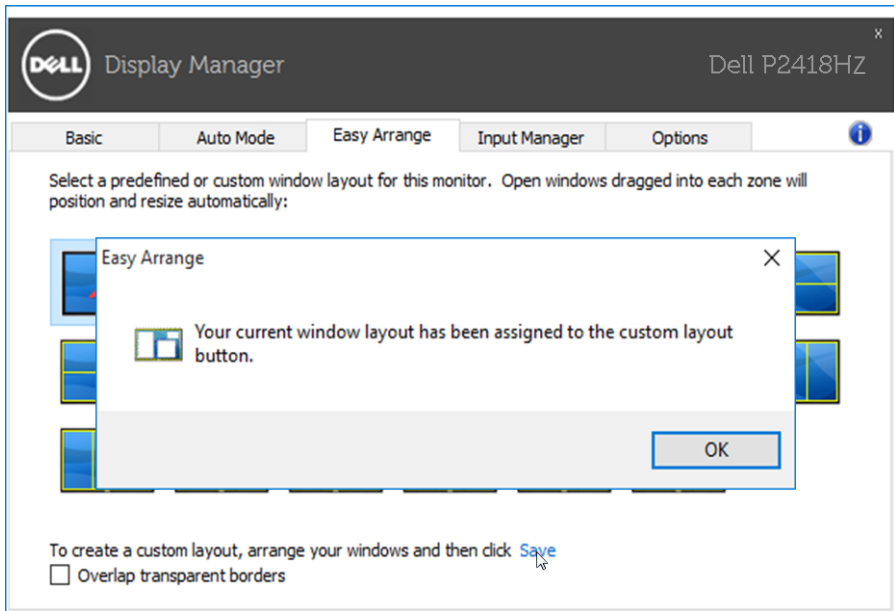 DELL Display Manager Dell P2418HZ
x
Basic Auto Mode Easy Arrange Input Manager Options i
Select a predefined or custom window layout for this monitor. Open windows dragged into each zone will
position and resize automatically:
Easy Arrange
Your current window layout has been assigned to the custom layout
button.
OK
To create a custom layout, arrange your windows and then click Save
Overlap transparent borders